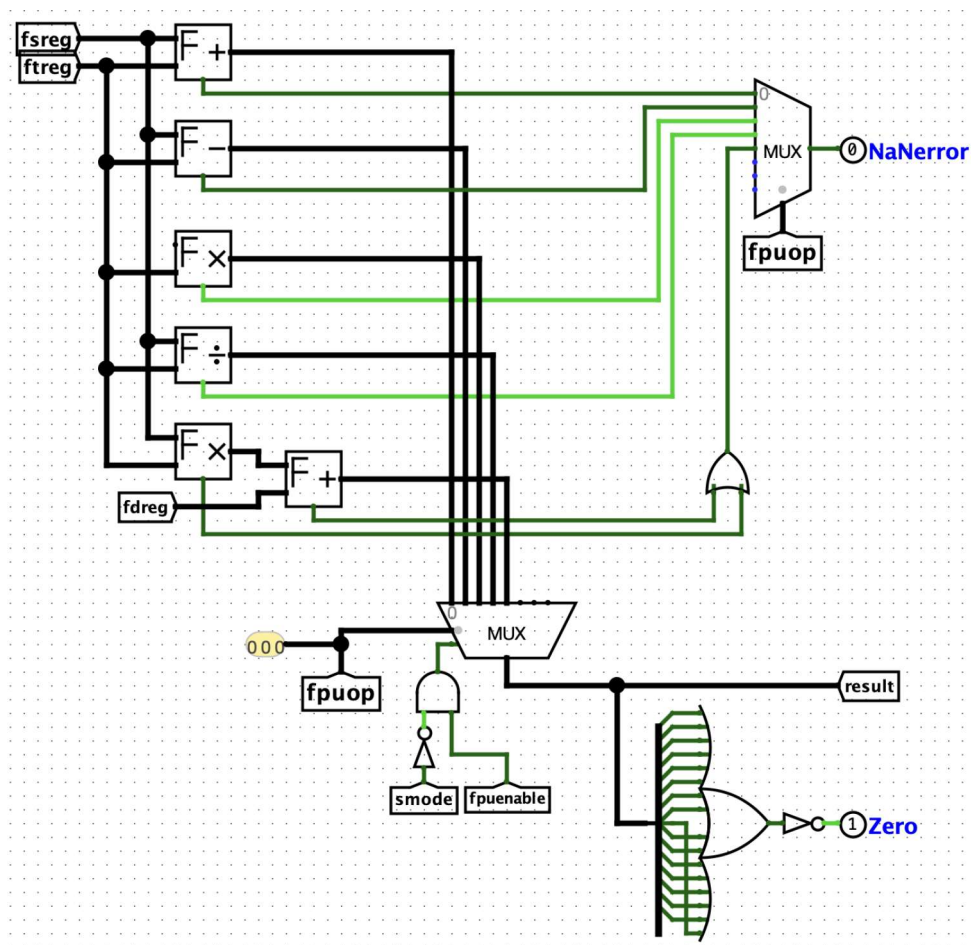 fsreg
F +
ftreg
0
F −
MUX
0 NaNerror
fpuop
F ×
F ÷
F ×
F +
fdreg
0
MUX
000
fpuop
result
smode
fpuenable
1 Zero